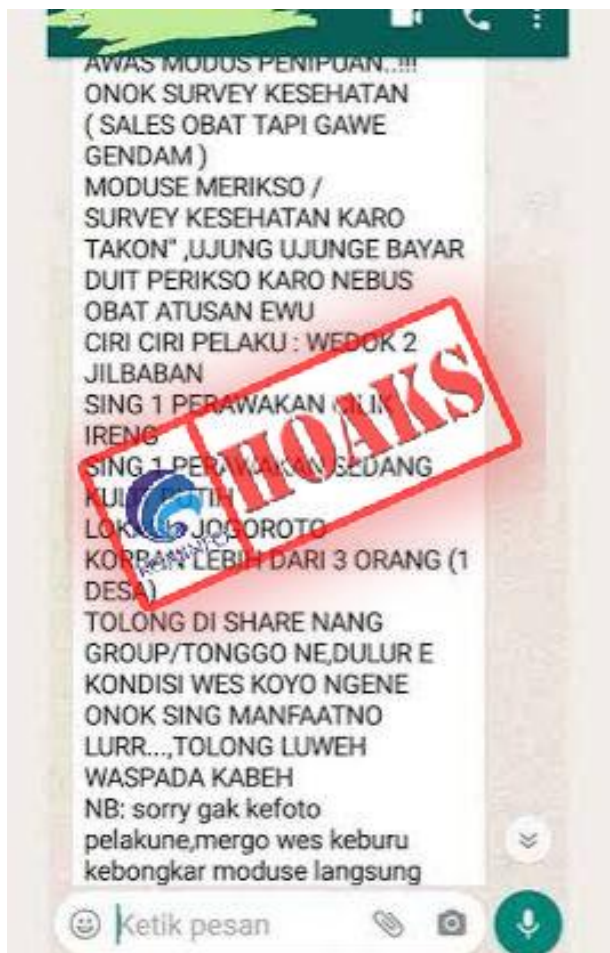 AWAS MODUS PENIPUAN..!!!
ONOK SURVEY KESEHATAN
( SALES OBAT TAPI GAWE
GENDAM )
MODUSE MERIKSO /
SURVEY KESEHATAN KARO
TAKON" ,UJUNG UJUNGE BAYAR
DUIT PERIKSO KARO NEBUS
OBAT ATUSAN EWU
CIRI CIRI PELAKU : WEDOK 2
JILBABAN
SING 1 PERAWAKAN CILIK
IRENG
SING 1 PERAWAKAN SEDANG
KULIT PUTIH
JOGOROTO
KORBAN LEBIH DARI 3 ORANG (1
DESA)
TOLONG DI SHARE NANG
GROUP/TONGGO NE,DULUR E
KONDISI WES KOYO NGENE
ONOK SING MANFAATNO
LURR...,TOLONG LUWEH
WASPADA KABEH
NB: sorry gak kefoto
pelakune,mergo wes keburu
kebongkar moduse langsung
HOAKS
KOMINFO
Ketik pesan